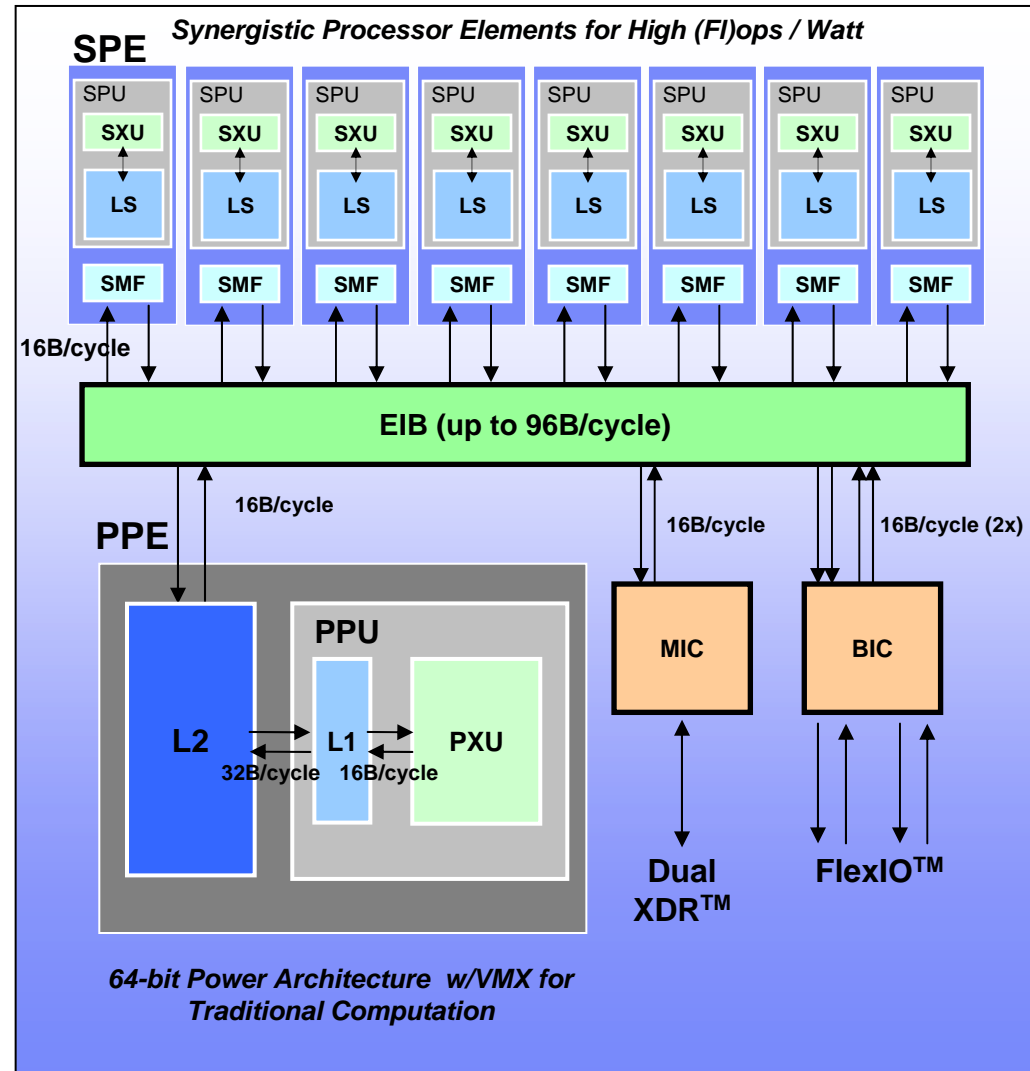 Synergistic Processor Elements for High (Fl)ops / Watt
SPE
SPU SPU SPU SPU SPU SPU SPU SPU
SXU SXU SXU SXU SXU SXU SXU SXU
LS LS LS LS LS LS LS LS
SMF SMF SMF SMF SMF SMF SMF SMF
16B/cycle
EIB (up to 96B/cycle)
16B/cycle 16B/cycle 16B/cycle (2x)
PPE
PPU
L2 L1 PXU
32B/cycle 16B/cycle
MIC BIC
Dual
XDR™
FlexIO™
64-bit Power Architecture w/VMX for
Traditional Computation